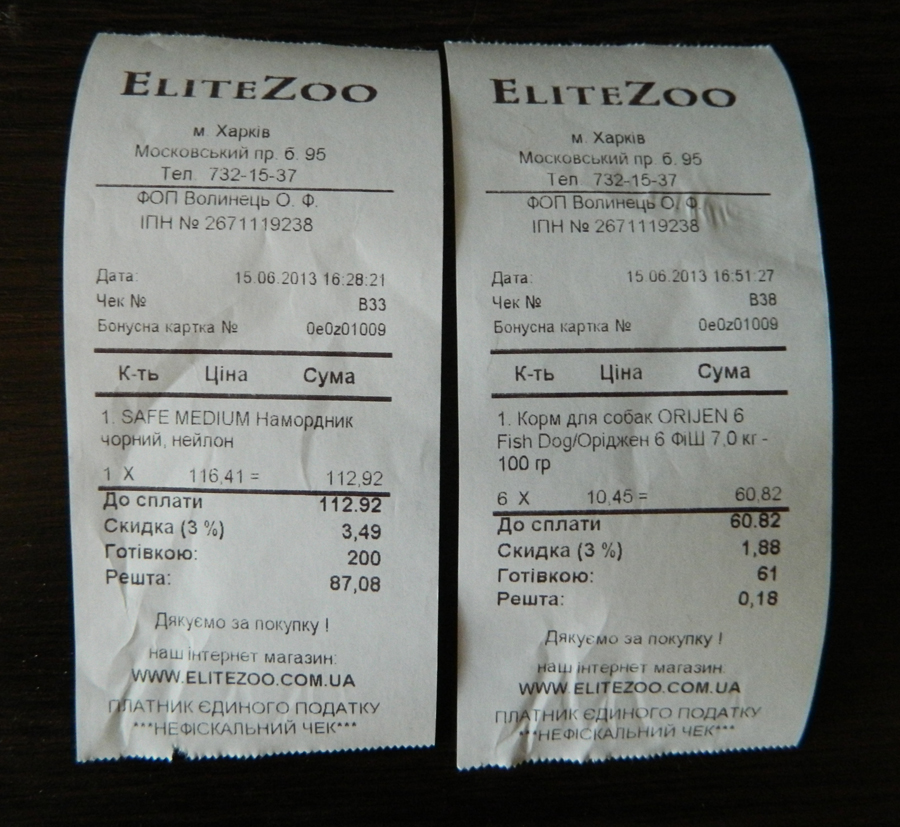 ELITEZOO
м. Харків
Московський пр. б. 95
Тел. 732-15-37
ФОП Волинець О. Ф.
ІПН № 2671119238
Дата: 15.06.2013 16:28:21
Чек № B33
Бонусна картка № 0e0z01009
К-ть Ціна Сума
1. SAFE MEDIUM Намордник
чорний, нейлон
1 X 116,41 = 112,92
До сплати 112.92
Скидка (3 %) 3,49
Готівкою: 200
Решта: 87,08
Дякуємо за покупку !
наш інтернет магазин:
WWW.ELITEZOO.COM.UA
ПЛАТНИК ЄДИНОГО ПОДАТКУ
***НЕФІСКАЛЬНИЙ ЧЕК***
ELITEZOO
м. Харків
Московський пр. б. 95
Тел. 732-15-37
ФОП Волинець О. Ф.
ІПН № 2671119238
Дата: 15.06.2013 16:51:27
Чек № B38
Бонусна картка № 0e0z01009
К-ть Ціна Сума
1. Корм для собак ORIJEN 6
Fish Dog/Оріджен 6 ФіШ 7,0 кг -
100 гр
6 X 10,45 = 60,82
До сплати 60.82
Скидка (3 %) 1,88
Готівкою: 61
Решта: 0,18
Дякуємо за покупку !
наш інтернет магазин:
WWW.ELITEZOO.COM.UA
ПЛАТНИК ЄДИНОГО ПОДАТКУ
***НЕФІСКАЛЬНИЙ ЧЕК***